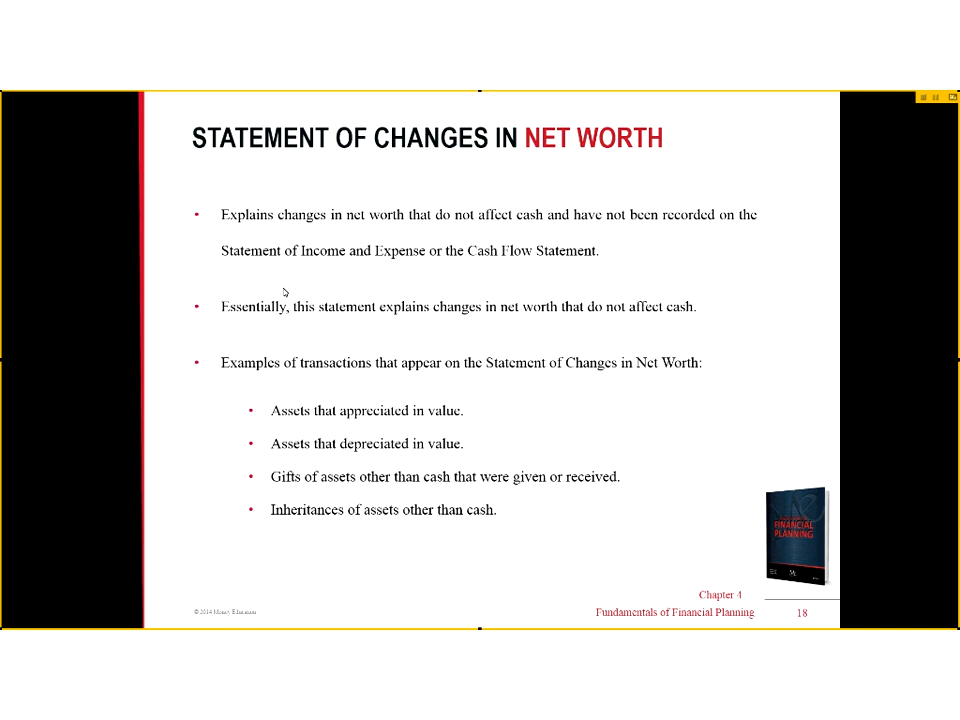 STATEMENT OF CHANGES IN NET WORTH
• Explains changes in net worth that do not affect cash and have not been recorded on the
Statement of Income and Expense or the Cash Flow Statement.
• Essentially, this statement explains changes in net worth that do not affect cash.
• Examples of transactions that appear on the Statement of Changes in Net Worth:
• Assets that appreciated in value.
• Assets that depreciated in value.
• Gifts of assets other than cash that were given or received.
• Inheritances of assets other than cash.
FINANCIAL
PLANNING
Chapter 4
© 2014 Money Education
Fundamentals of Financial Planning
18